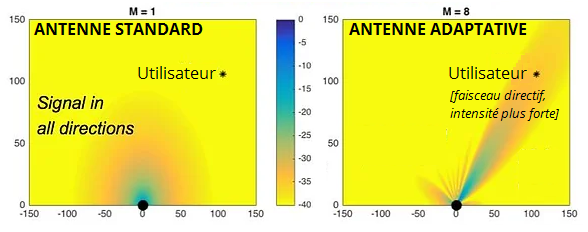 M = 1
ANTENNE STANDARD
Utilisateur *
Signal in
all directions
150
100
50
0
-150 -100 -50 0 50 100 150
0
-5
-10
-15
-20
-25
-30
-35
-40
M = 8
ANTENNE ADAPTATIVE
Utilisateur *
[faisceau directif,
intensité plus forte]
150
100
50
0
-150 -100 -50 0 50 100 150